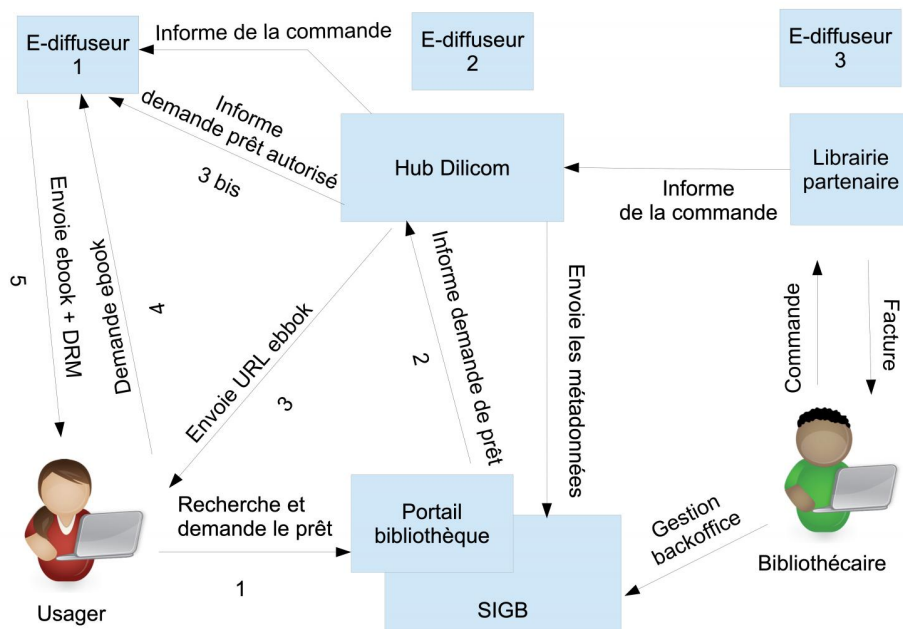 E-diffuseur
1
Informe de la commande
E-diffuseur
2
E-diffuseur
3
Informe
demande prêt autorisé
3 bis
Hub Dilicom
Informe
de la commande
Librairie
partenaire
5
Envoie ebook + DRM
Demande ebook
4
Envoie URL ebbok
3
Informe demande de prêt
2
Envoie les métadonnées
Commande
Facture
Recherche et
demande le prêt
1
Portail
bibliothèque
SIGB
Gestion
backoffice
Usager
Bibliothécaire